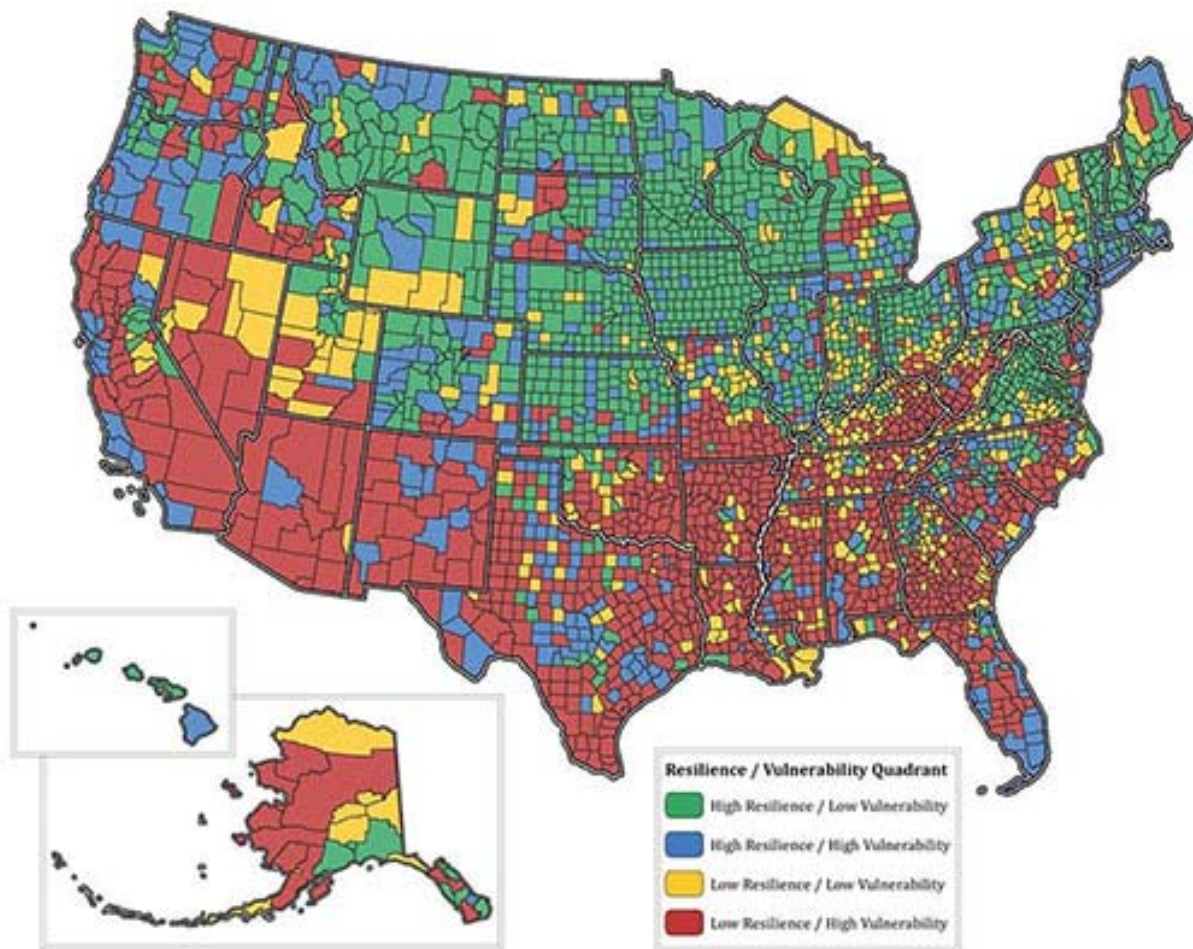 Resilience / Vulnerability Quadrant
High Resilience / Low Vulnerability
High Resilience / High Vulnerability
Low Resilience / Low Vulnerability
Low Resilience / High Vulnerability